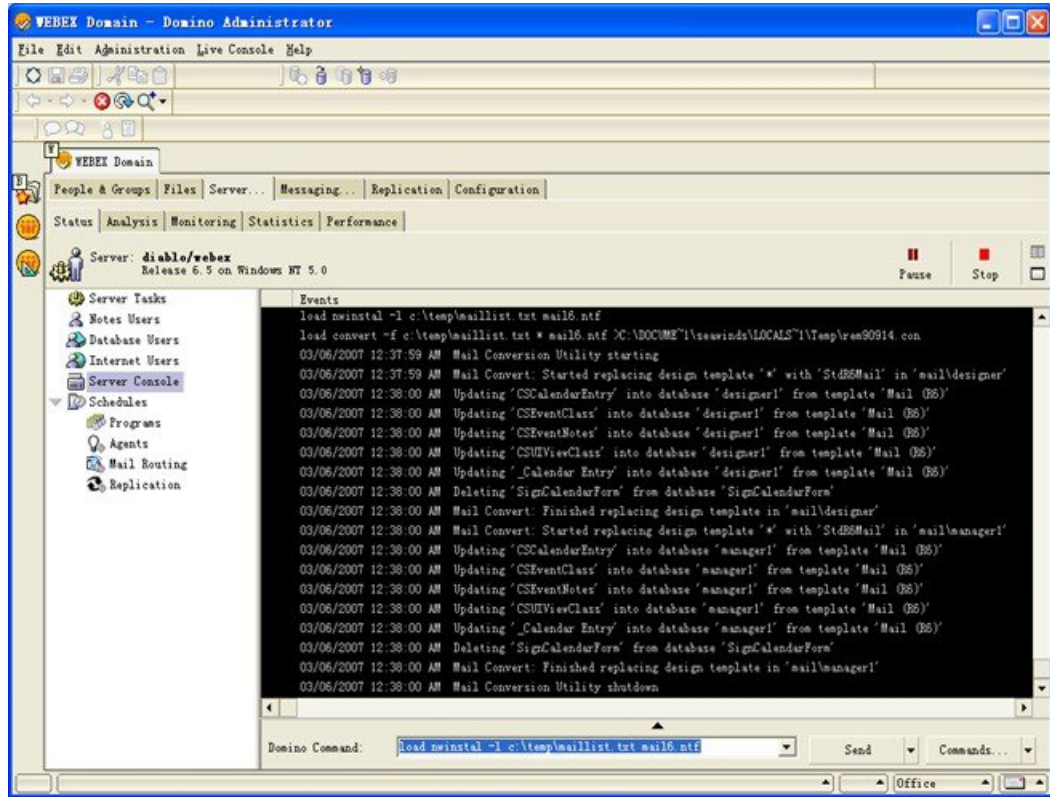 WEBEX Domain - Domino Administrator
File Edit Administration Live Console Help
WEBEX Domain
People & Groups Files Server... Messaging... Replication Configuration
Status Analysis Monitoring Statistics Performance
Server: diablo/webex
Release 6.5 on Windows NT 5.0
Pause Stop
Server Tasks
Notes Users
Database Users
Internet Users
Server Console
Schedules
Programs
Agents
Mail Routing
Replication
Events
load nwinstal -l c:\temp\maillist.txt mail6.ntf
load convert -f c:\temp\maillist.txt * mail6.ntf >C:\DOCUME~1\seawinds\LOCALS~1\Temp\rem90914.con
03/06/2007 12:37:59 AM Mail Conversion Utility starting
03/06/2007 12:37:59 AM Mail Convert: Started replacing design template '*' with 'StdR6Mail' in 'mail\designer'
03/06/2007 12:38:00 AM Updating 'CSCalendarEntry' into database 'designer1' from template 'Mail (R6)'
03/06/2007 12:38:00 AM Updating 'CSEventClass' into database 'designer1' from template 'Mail (R6)'
03/06/2007 12:38:00 AM Updating 'CSEventNotes' into database 'designer1' from template 'Mail (R6)'
03/06/2007 12:38:00 AM Updating 'CSUIViewClass' into database 'designer1' from template 'Mail (R6)'
03/06/2007 12:38:00 AM Updating '_Calendar Entry' into database 'designer1' from template 'Mail (R6)'
03/06/2007 12:38:00 AM Deleting 'SignCalendarForm' from database 'SignCalendarForm'
03/06/2007 12:38:00 AM Mail Convert: Finished replacing design template in 'mail\designer'
03/06/2007 12:38:00 AM Mail Convert: Started replacing design template '*' with 'StdR6Mail' in 'mail\manager1'
03/06/2007 12:38:00 AM Updating 'CSCalendarEntry' into database 'manager1' from template 'Mail (R6)'
03/06/2007 12:38:00 AM Updating 'CSEventClass' into database 'manager1' from template 'Mail (R6)'
03/06/2007 12:38:00 AM Updating 'CSEventNotes' into database 'manager1' from template 'Mail (R6)'
03/06/2007 12:38:00 AM Updating 'CSUIViewClass' into database 'manager1' from template 'Mail (R6)'
03/06/2007 12:38:00 AM Updating '_Calendar Entry' into database 'manager1' from template 'Mail (R6)'
03/06/2007 12:38:00 AM Deleting 'SignCalendarForm' from database 'SignCalendarForm'
03/06/2007 12:38:00 AM Mail Convert: Finished replacing design template in 'mail\manager1'
03/06/2007 12:38:00 AM Mail Conversion Utility shutdown
Domino Command: load nwinstal -l c:\temp\maillist.txt mail6.ntf Send Commands...
Office